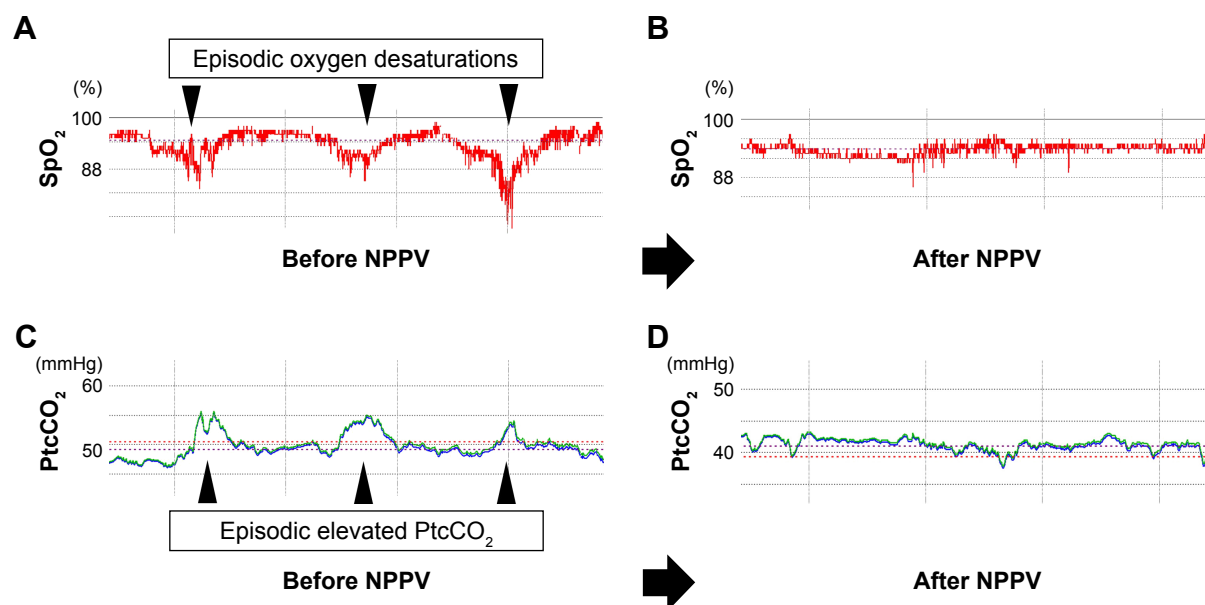 A
Episodic oxygen desaturations
(%)
100
88
SpO₂
Before NPPV
B
(%)
100
88
SpO₂
After NPPV
C
(mmHg)
60
50
PtcCO₂
Episodic elevated PtcCO₂
Before NPPV
D
(mmHg)
50
40
PtcCO₂
After NPPV